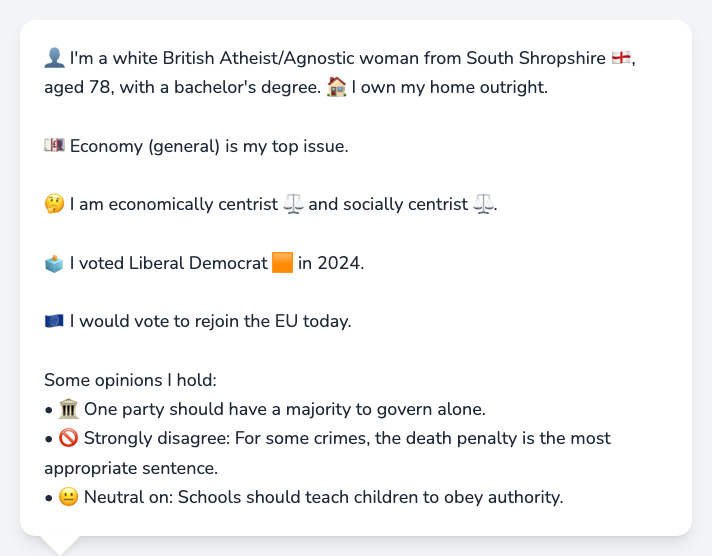 👤 I'm a white British Atheist/Agnostic woman from South Shropshire 🏴󠁧󠁢󠁥󠁮󠁧󠁿,
aged 78, with a bachelor's degree. 🏠 I own my home outright.
💷 Economy (general) is my top issue.
🤔 I am economically centrist ⚖️ and socially centrist ⚖️.
🗳️ I voted Liberal Democrat 🟧 in 2024.
🇪🇺 I would vote to rejoin the EU today.
Some opinions I hold:
• 🏛️ One party should have a majority to govern alone.
• 🚫 Strongly disagree: For some crimes, the death penalty is the most
appropriate sentence.
• 😐 Neutral on: Schools should teach children to obey authority.